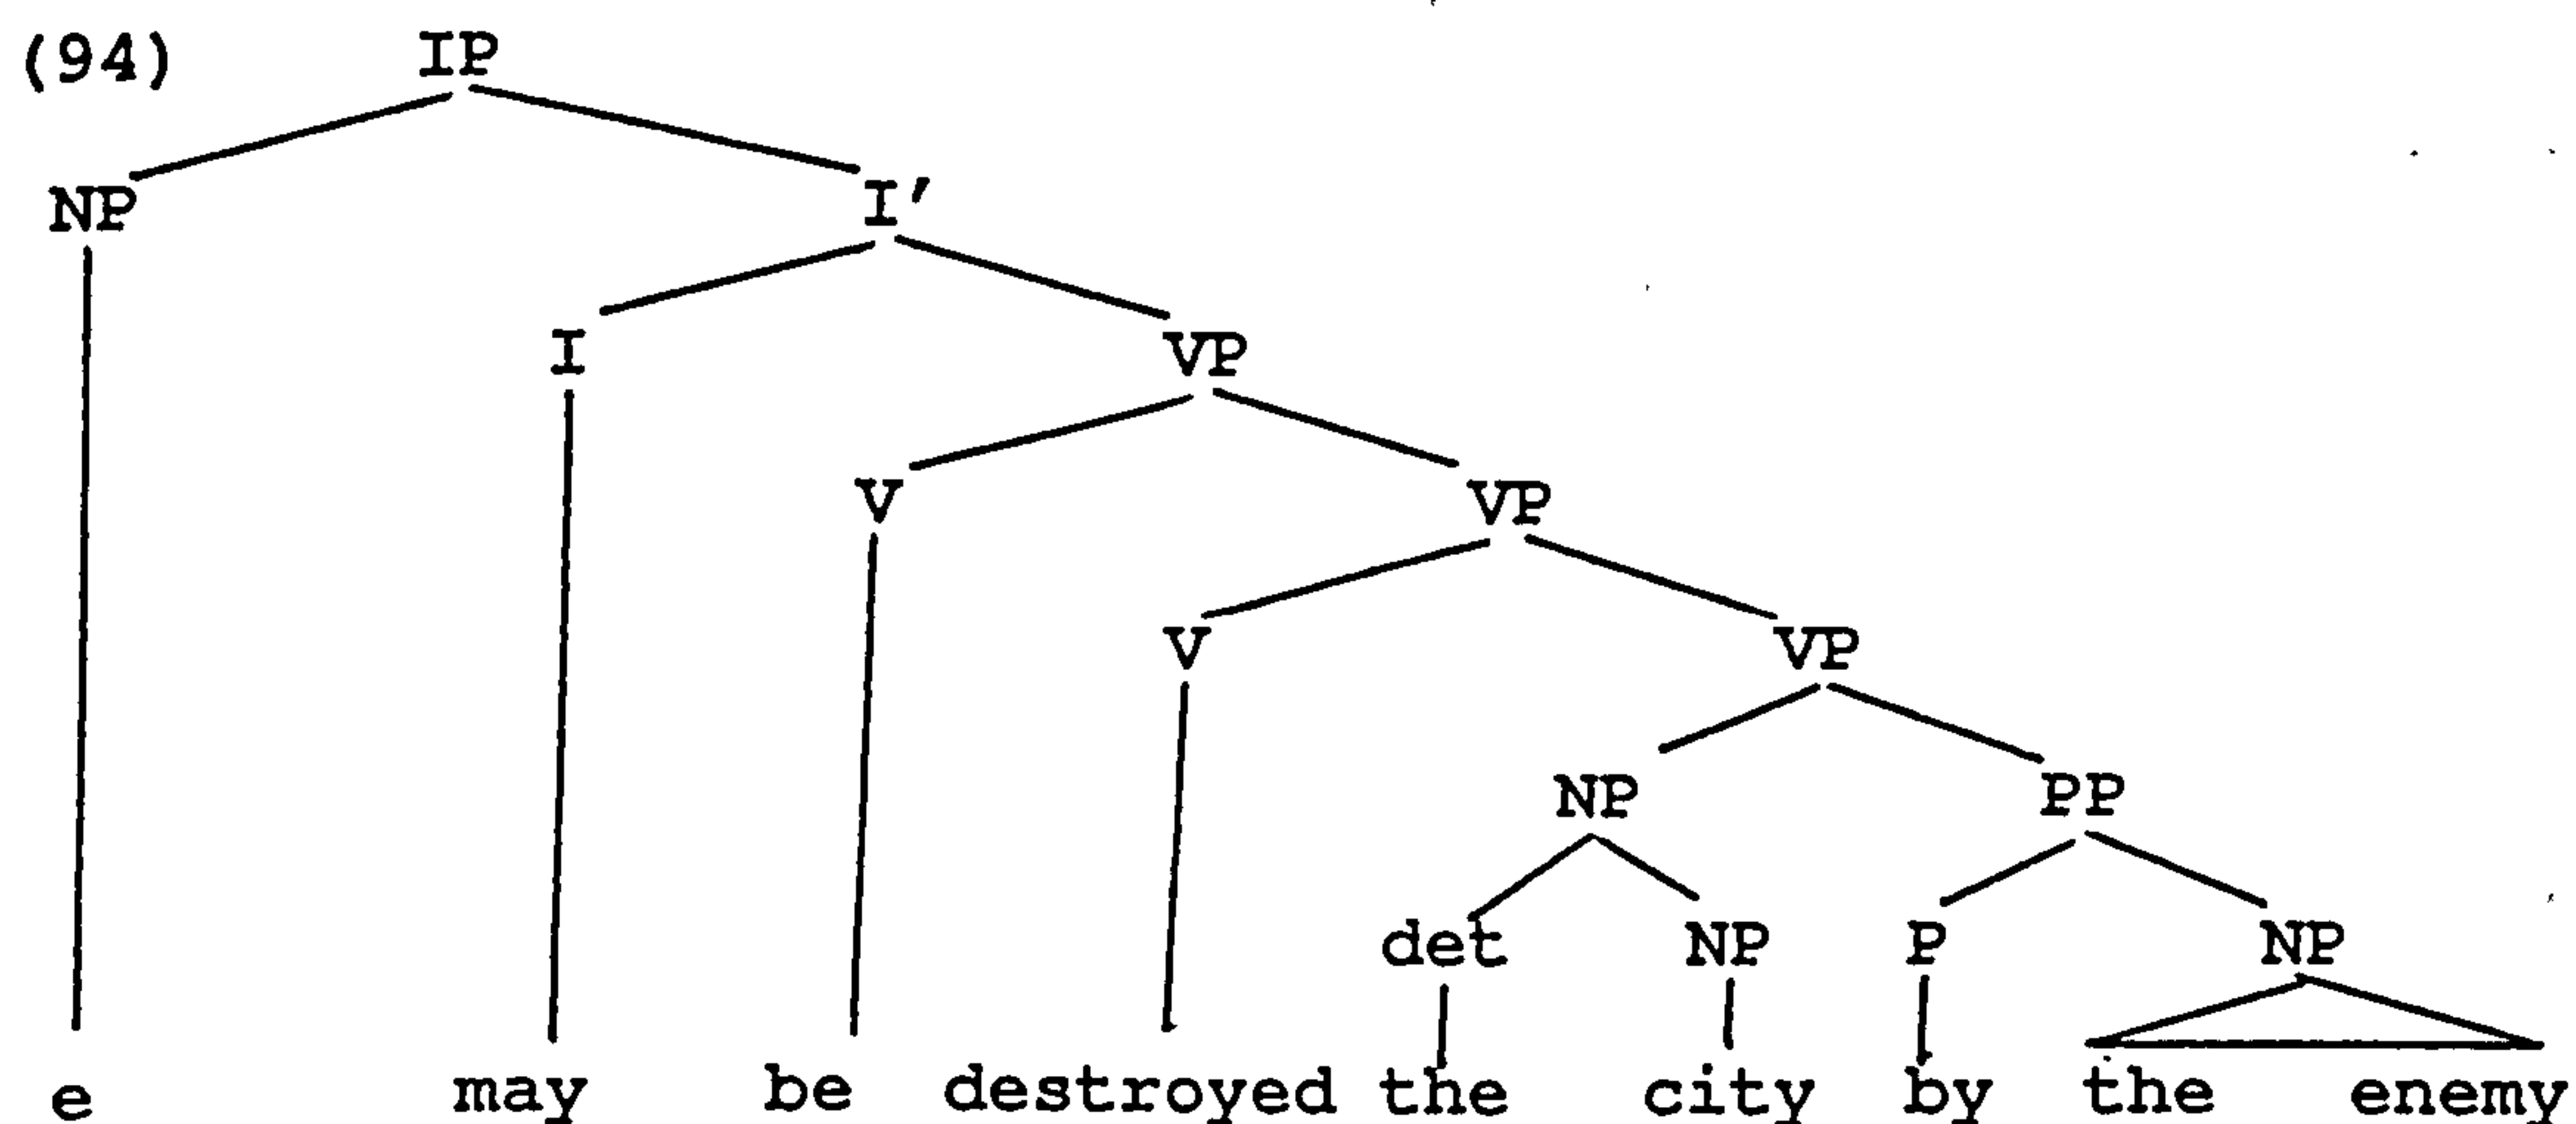 (94) IP
NP I'
I VP
V VP
V VP
NP PP
det NP P NP
e may be destroyed the city by the enemy